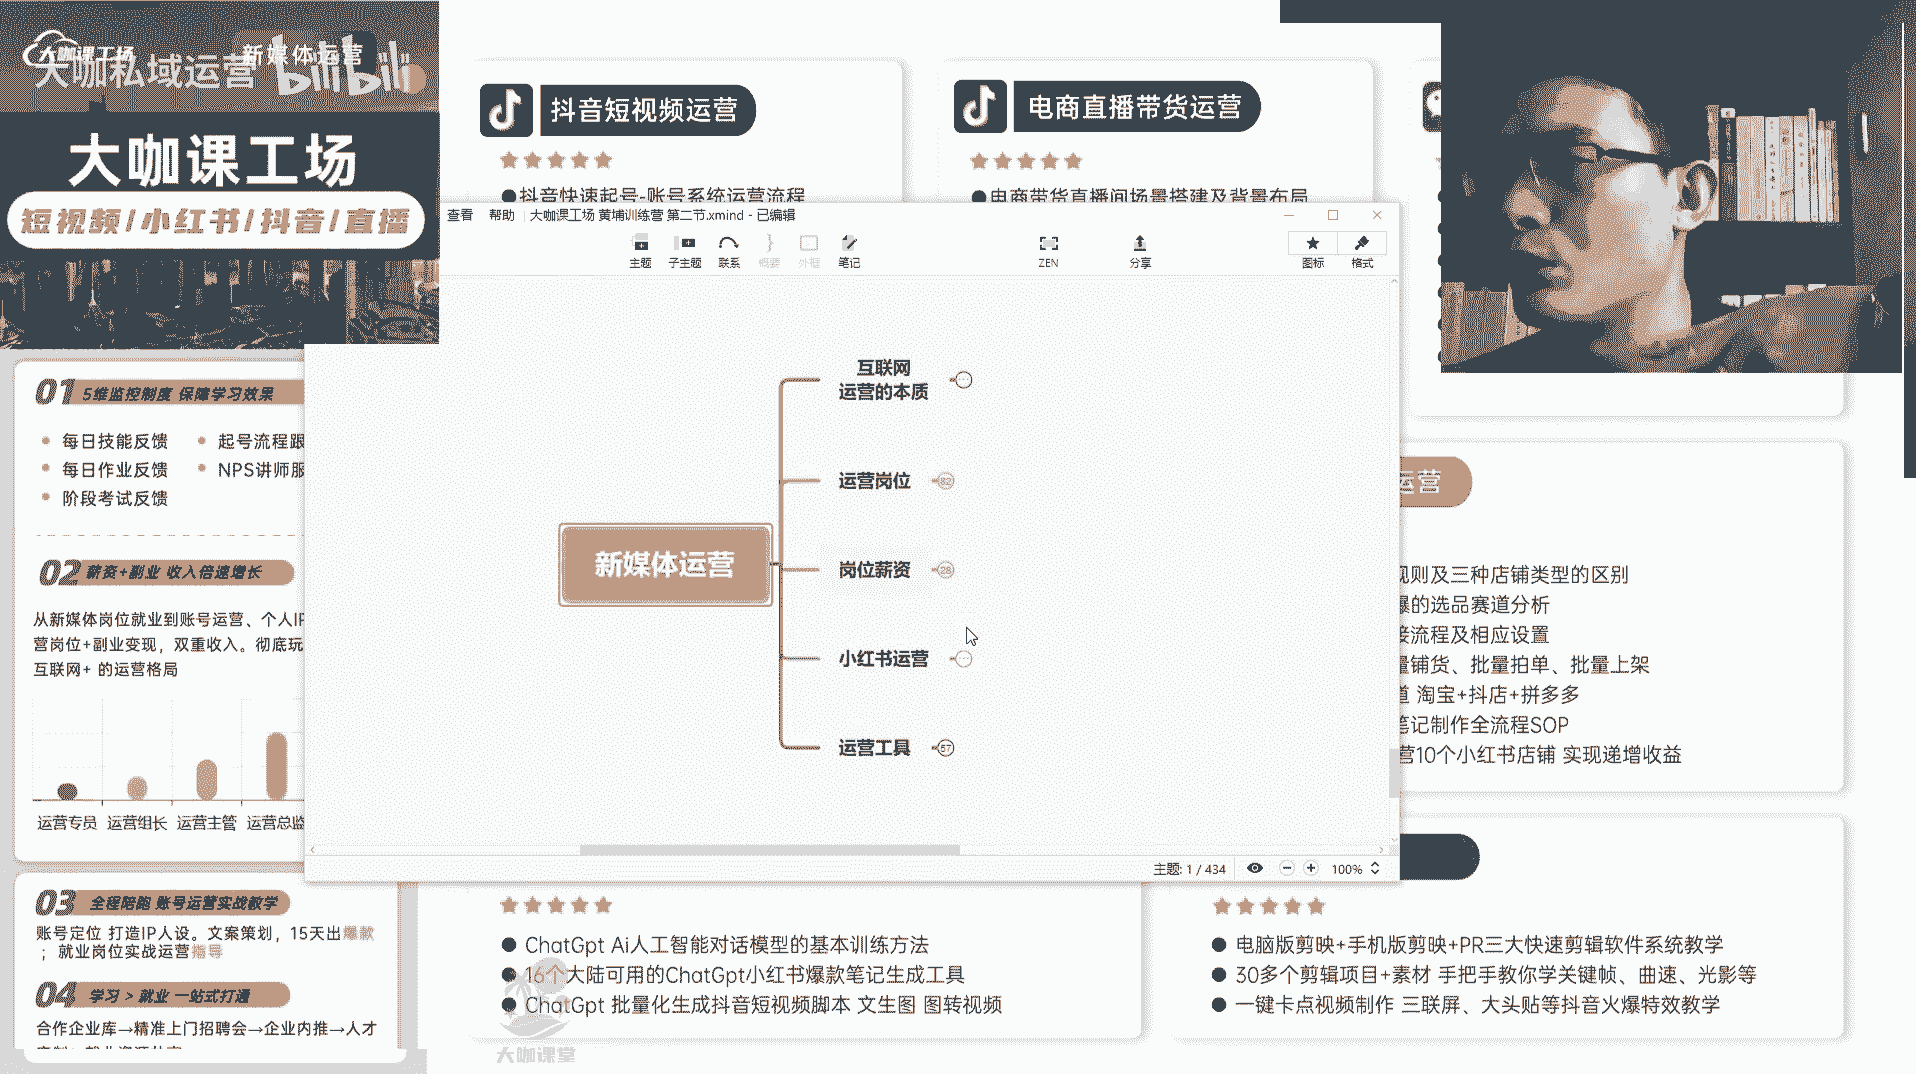 大咖课工场
新媒体运营
大咖私域运营
bilibili
大咖课工场
短视频/小红书/抖音/直播
抖音短视频运营
抖音快速起号-账号系统运营流程
电商直播带货运营
电商带货直播间场景搭建及背景布局
查看 帮助 大咖课工场 黄埔训练营 第二节.xmind - 已编辑
主题 子主题 联系 概要 外框 笔记 ZEN 分享 图标 格式
01 5维监控制度 保障学习效果
每日技能反馈 起号流程跟
每日作业反馈 NPS讲师服
阶段考试反馈
02 薪资+副业 收入倍速增长
从新媒体岗位就业到账号运营、个人IP
营岗位+副业变现，双重收入。彻底玩
互联网+ 的运营格局
运营专员 运营组长 运营主管 运营总监
03 全程陪跑 账号运营实战教学
账号定位 打造IP人设。文案策划，15天出爆款
；就业岗位实战运营指导
04 学习 > 就业 一站式打通
合作企业库→精准上门招聘会→企业内推→人才
新媒体运营
互联网
运营的本质
运营岗位 82
岗位薪资 28
小红书运营
运营工具 57
主题: 1 / 434 100%
运营
规则及三种店铺类型的区别
爆的选品赛道分析
接流程及相应设置
量铺货、批量拍单、批量上架
道 淘宝+抖店+拼多多
笔记制作全流程SOP
营10个小红书店铺 实现递增收益
ChatGpt Ai人工智能对话模型的基本训练方法
16个大陆可用的ChatGpt小红书爆款笔记生成工具
ChatGpt 批量化生成抖音短视频脚本 文生图 图转视频
大咖课堂
电脑版剪映+手机版剪映+PR三大快速剪辑软件系统教学
30多个剪辑项目+素材 手把手教你学关键帧、曲速、光影等
一键卡点视频制作 三联屏、大头贴等抖音火爆特效教学